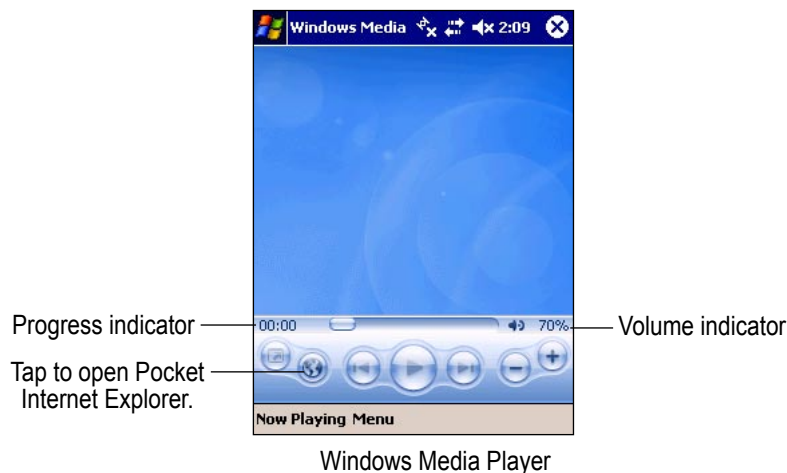 Windows Media 2:09
Progress indicator
00:00
70%
Volume indicator
Tap to open Pocket
Internet Explorer.
Now Playing Menu
Windows Media Player